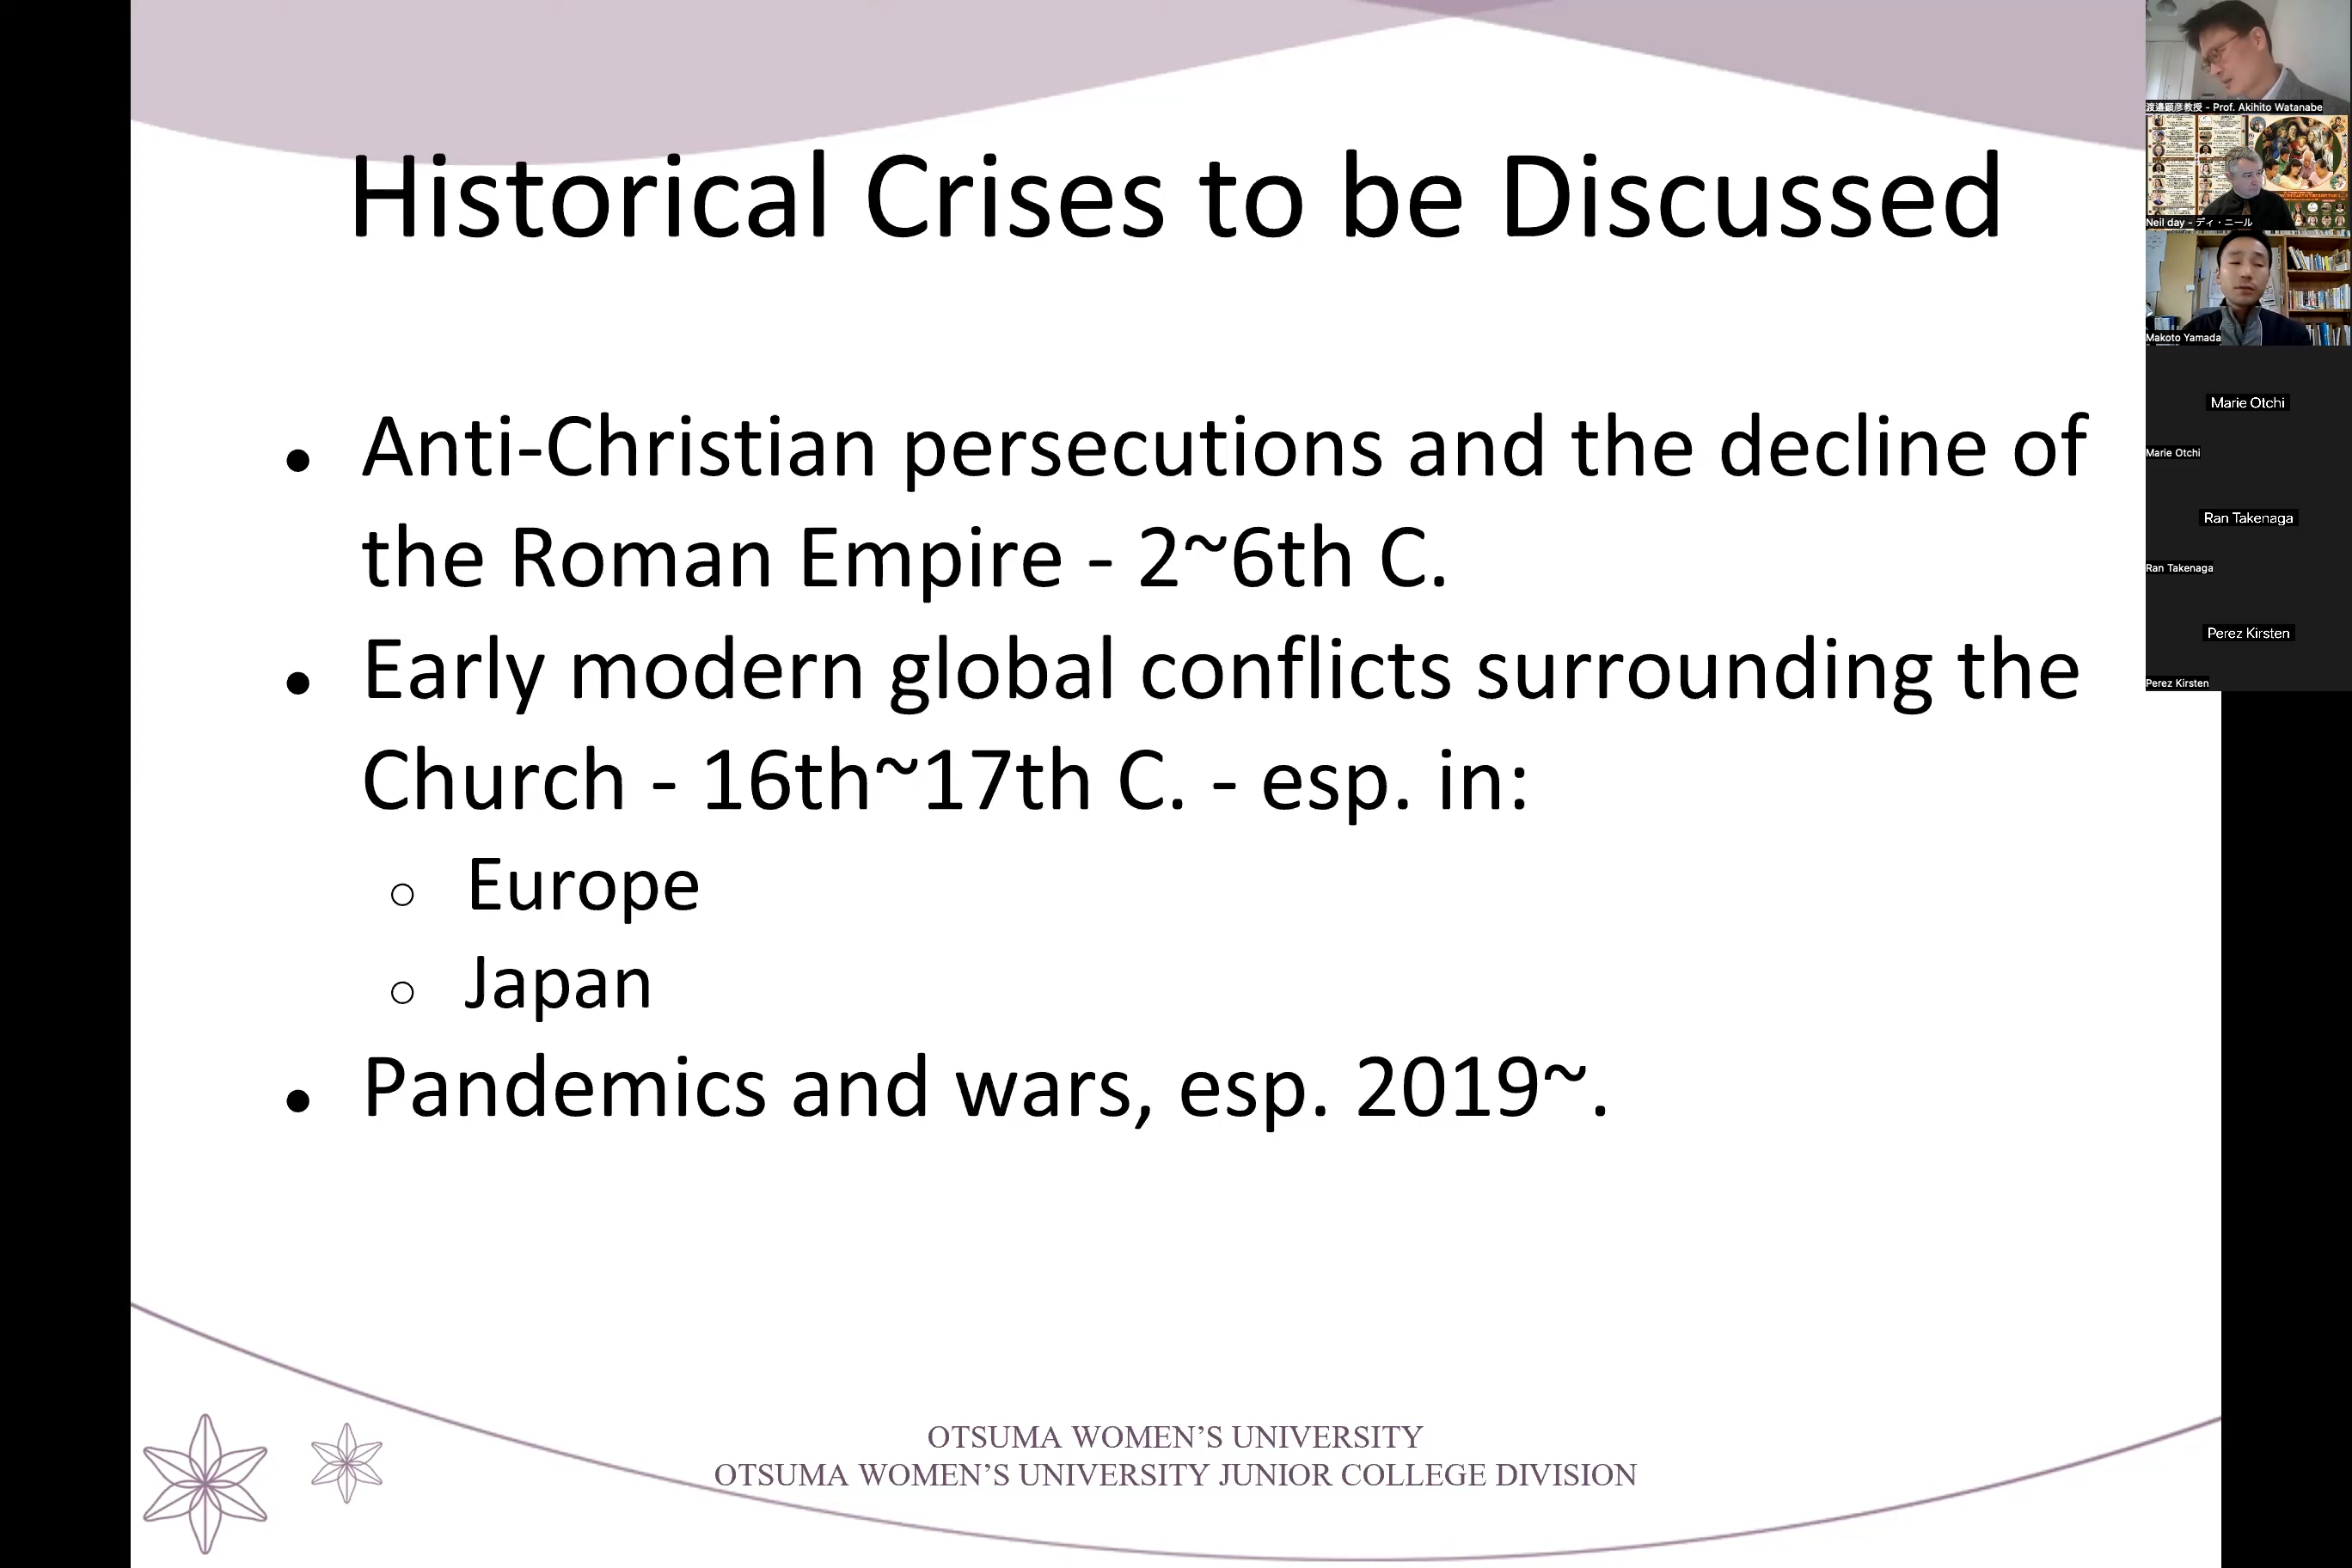 Historical Crises to be Discussed
● Anti-Christian persecutions and the decline of
the Roman Empire - 2~6th C.
● Early modern global conflicts surrounding the
Church - 16th~17th C. - esp. in:
○ Europe
○ Japan
● Pandemics and wars, esp. 2019~.
OTSUMA WOMEN’S UNIVERSITY
OTSUMA WOMEN’S UNIVERSITY JUNIOR COLLEGE DIVISION
渡邉顕彦教授 - Prof. Akihito Watanabe
Neil day - ディ・ニール
Makoto Yamada
Marie Otchi
Marie Otchi
Ran Takenaga
Ran Takenaga
Perez Kirsten
Perez Kirsten